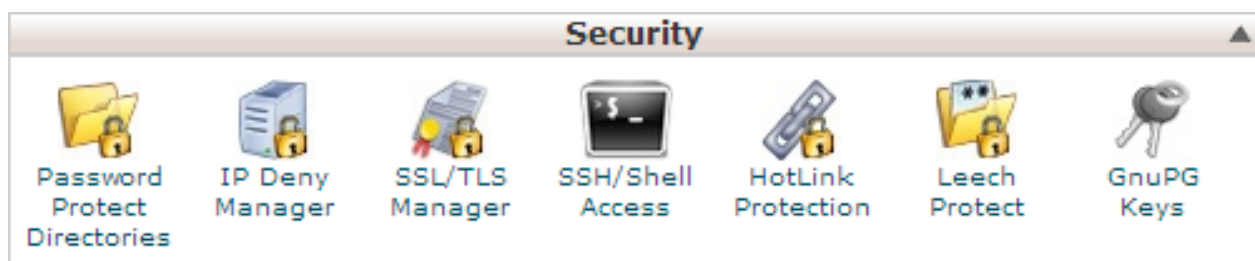 Security
Password
Protect
Directories
IP Deny
Manager
SSL/TLS
Manager
>$ _
SSH/Shell
Access
HotLink
Protection
**
Leech
Protect
GnuPG
Keys